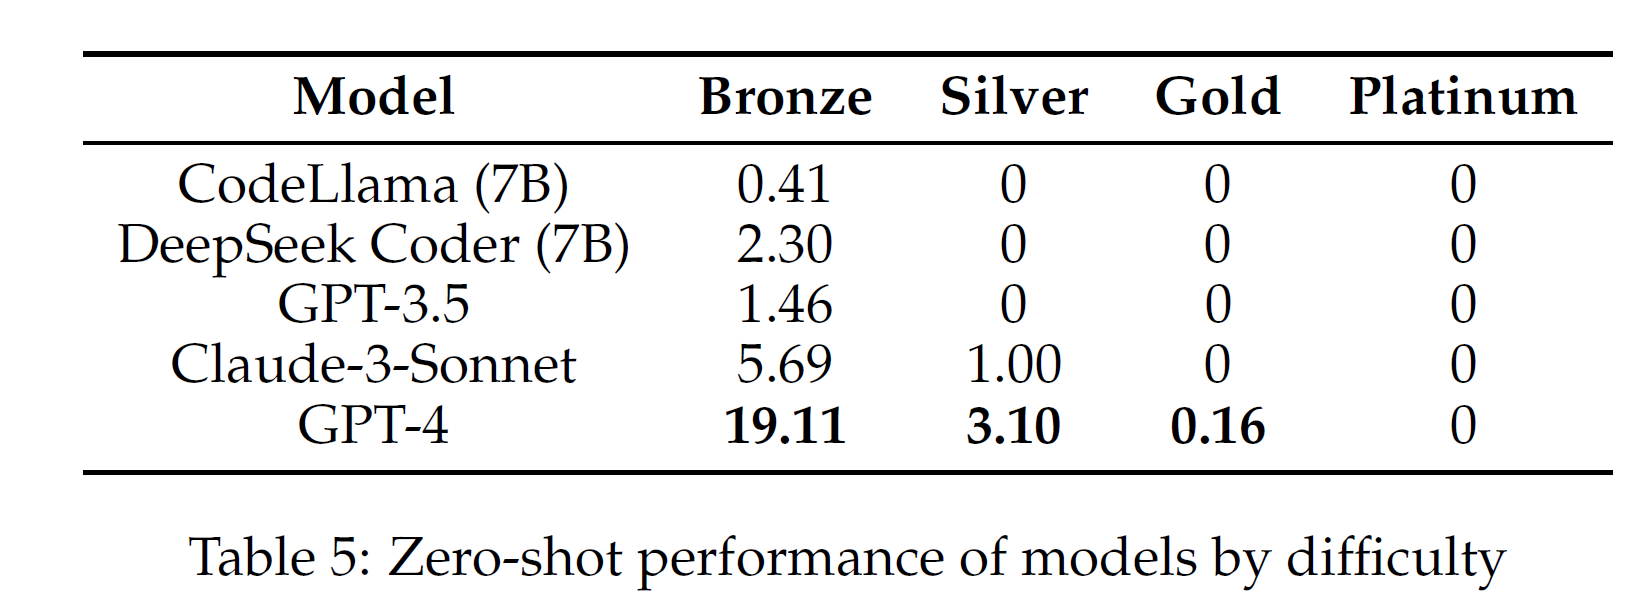 Model Bronze Silver Gold Platinum
CodeLlama (7B) 0.41 0 0 0
DeepSeek Coder (7B) 2.30 0 0 0
GPT-3.5 1.46 0 0 0
Claude-3-Sonnet 5.69 1.00 0 0
GPT-4 19.11 3.10 0.16 0
Table 5: Zero-shot performance of models by difficulty